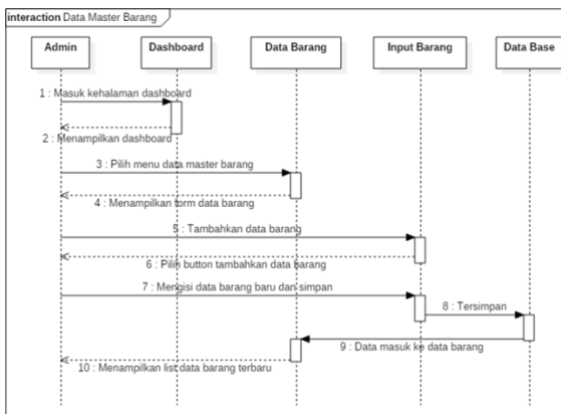 interaction Data Master Barang
Admin
Dashboard
Data Barang
Input Barang
Data Base
1 : Masuk kehalaman dashboard
2 : Menampilkan dashboard
3 : Pilih menu data master barang
4 : Menampilkan form data barang
5 : Tambahkan data barang
6 : Pilih button tambahkan data barang
7 : Mengisi data barang baru dan simpan
8 : Tersimpan
9 : Data masuk ke data barang
10 : Menampilkan list data barang terbaru